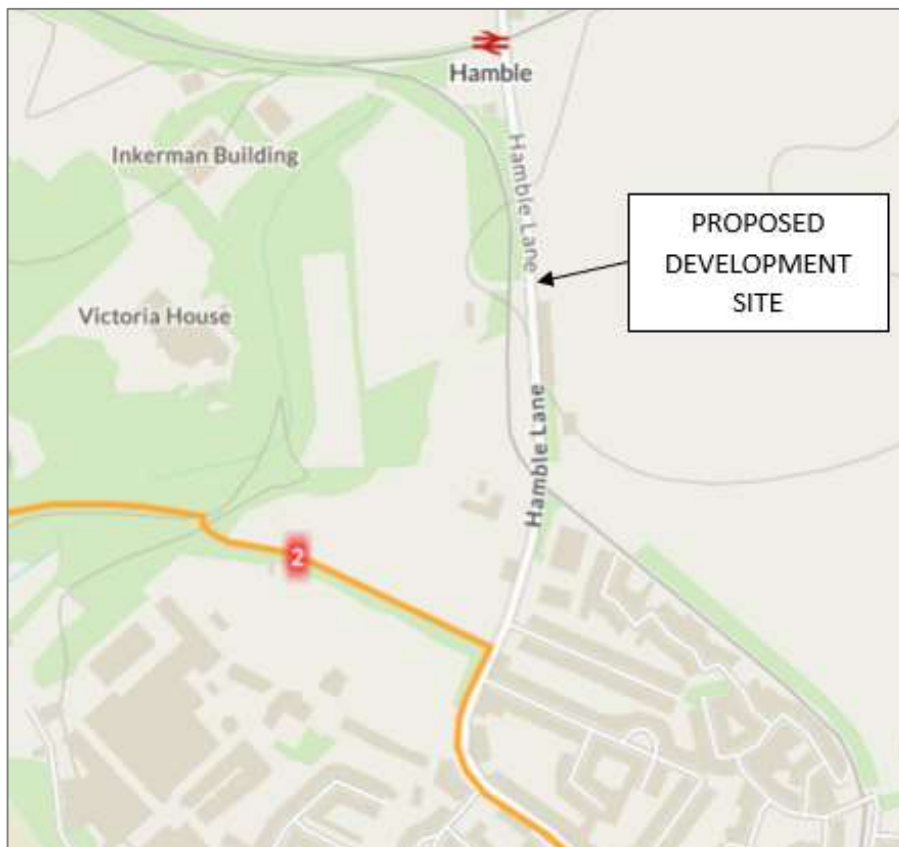 Hamble
Inkerman Building
Hamble Lane
PROPOSED
DEVELOPMENT
SITE
Victoria House
Hamble Lane
2